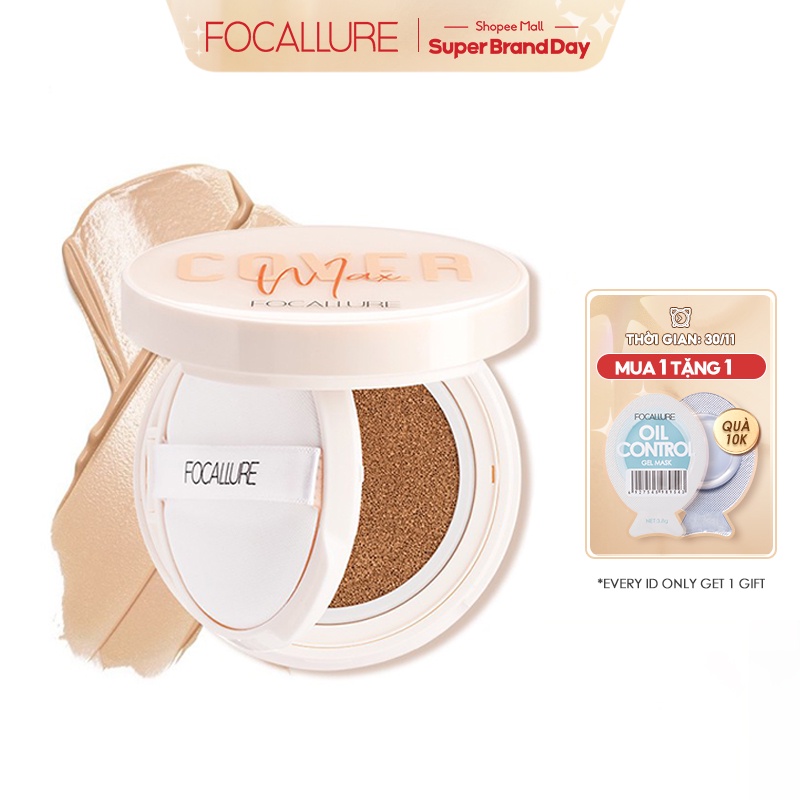 FOCALLURE
Shopee Mall
Super Brand Day
COVER
Max
FOCALLURE
FOCALLURE
THỜI GIAN: 30/11
MUA 1 TẶNG 1
FOCALLURE
OIL
CONTROL
GEL MASK
QUÀ
10K
*EVERY ID ONLY GET 1 GIFT